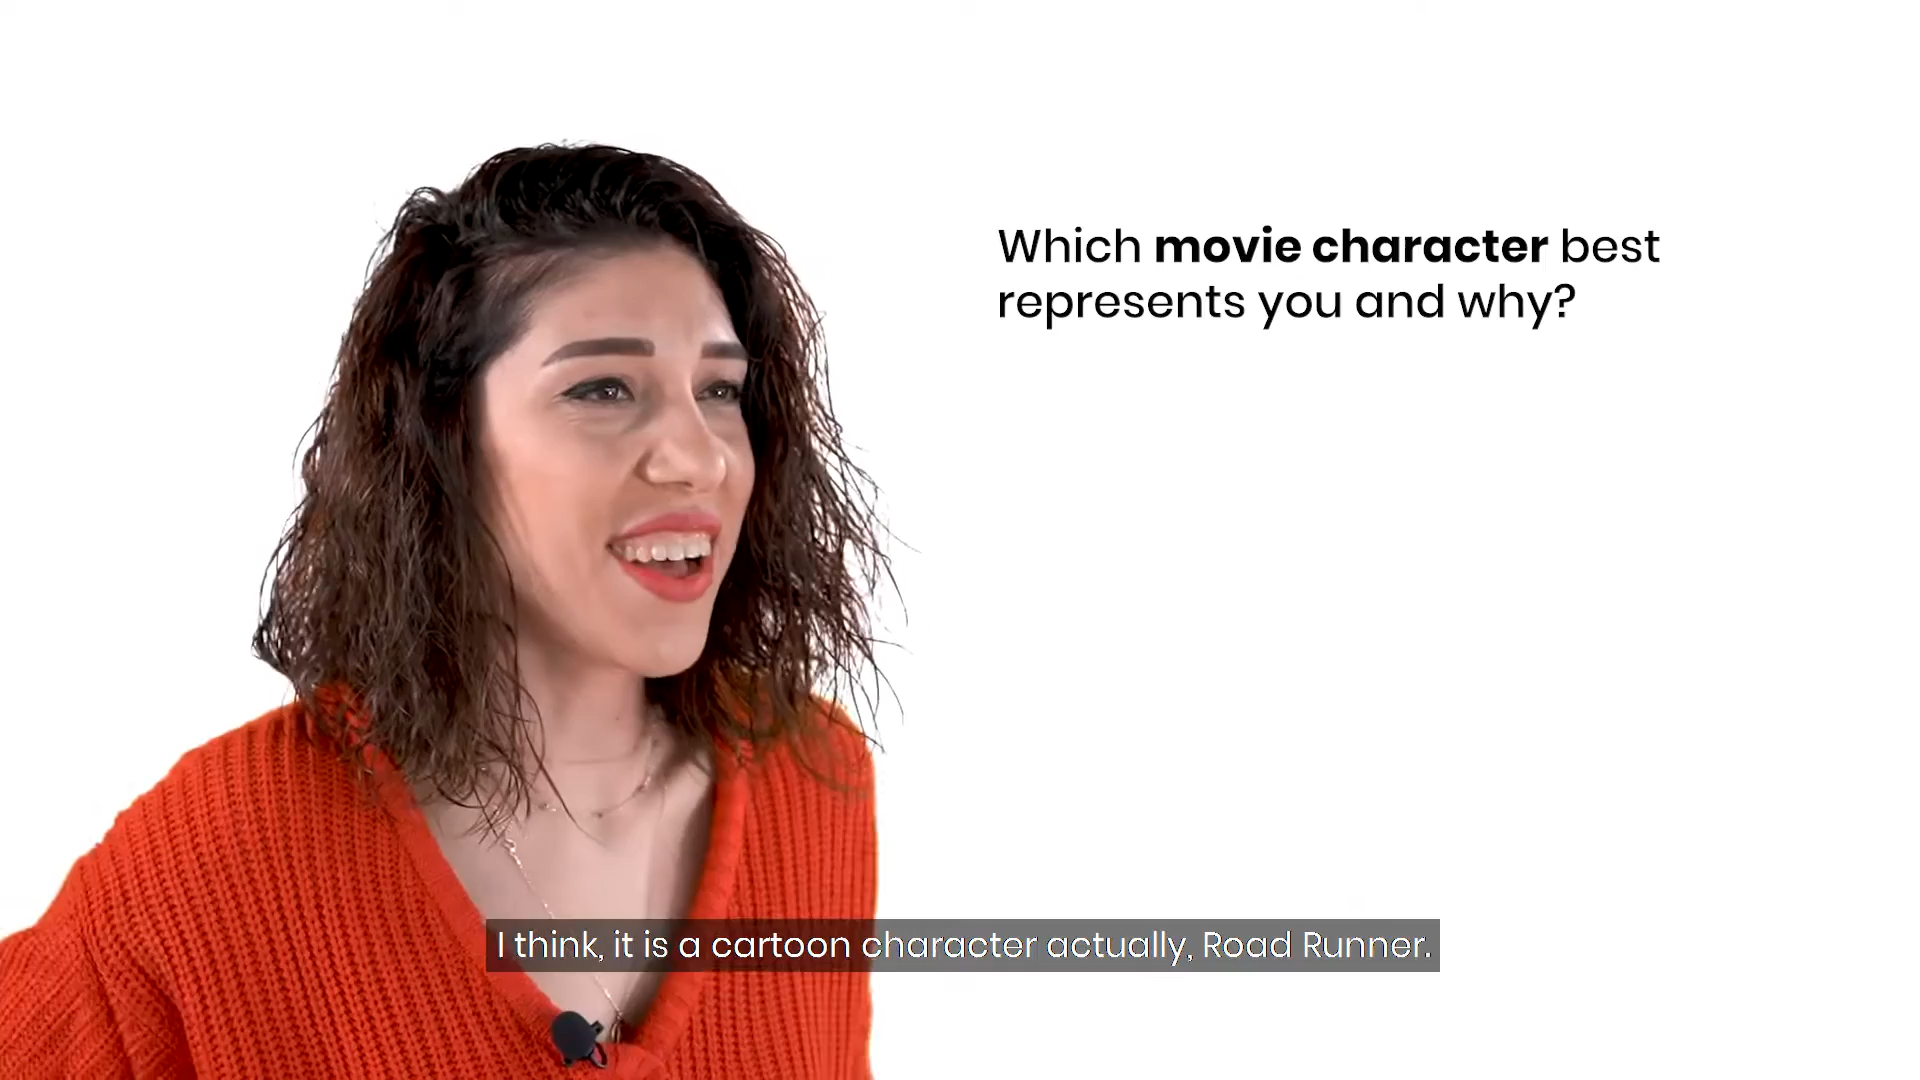 Which movie character best
represents you and why?
I think, it is a cartoon character actually, Road Runner.